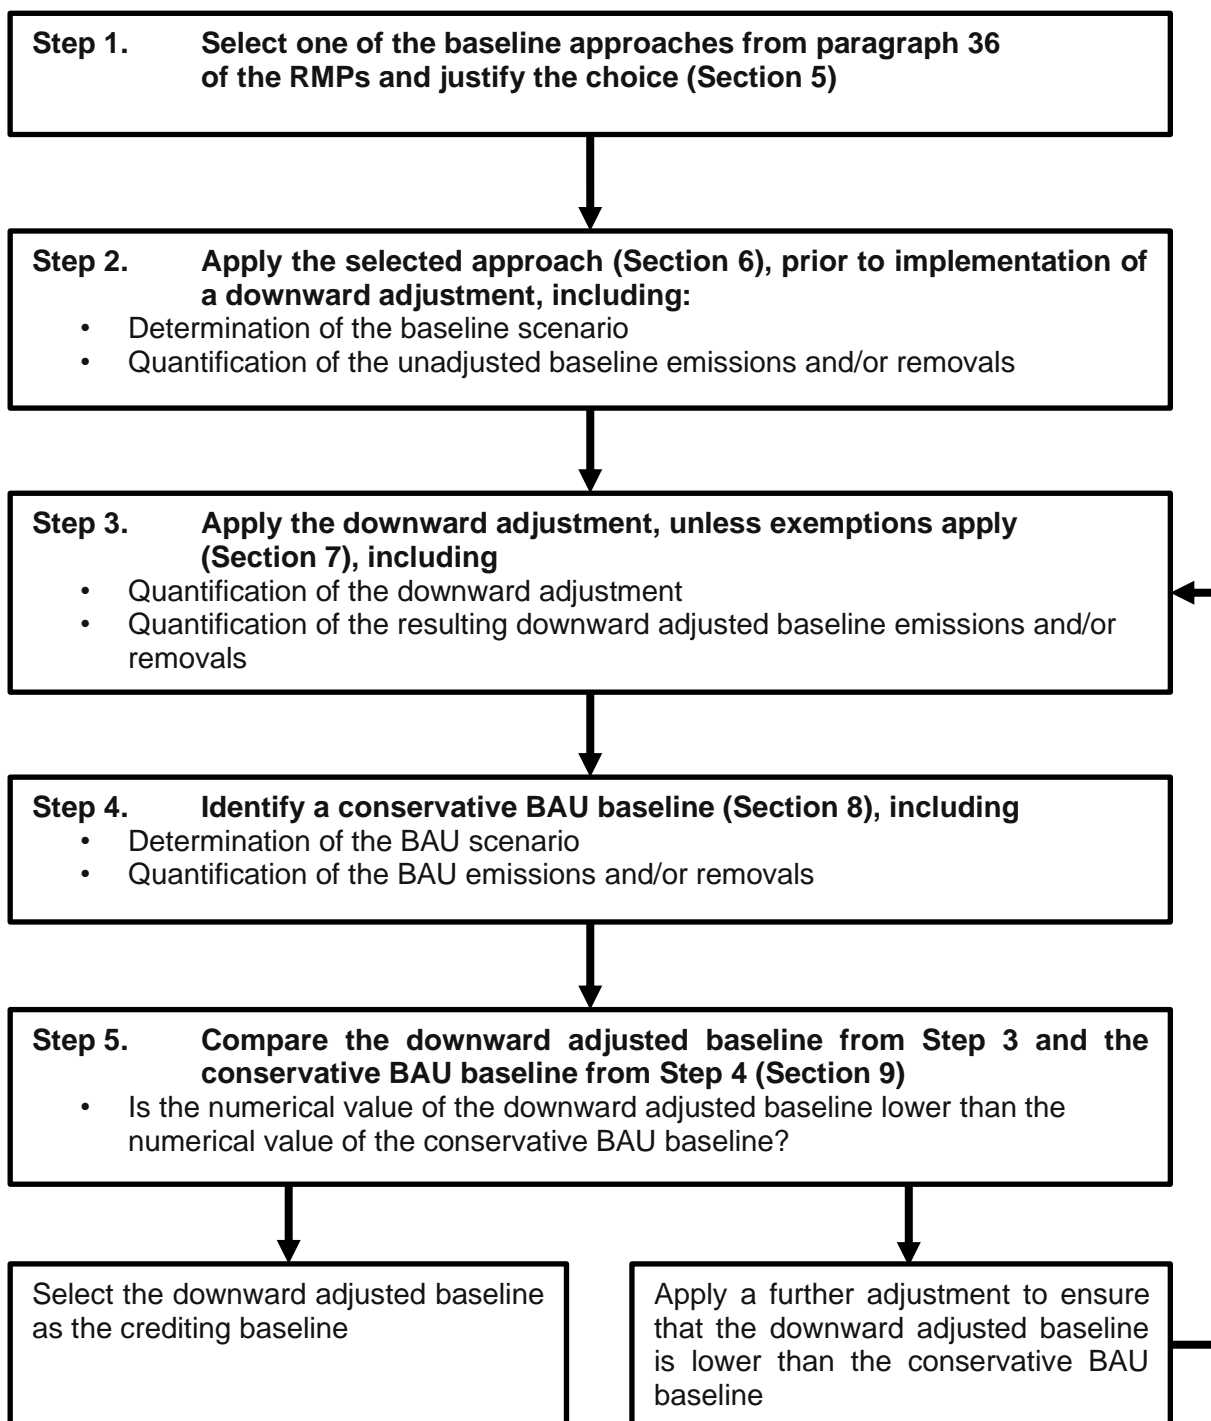 Step 1. Select one of the baseline approaches from paragraph 36
of the RMPs and justify the choice (Section 5)
Step 2. Apply the selected approach (Section 6), prior to implementation of
a downward adjustment, including:
• Determination of the baseline scenario
• Quantification of the unadjusted baseline emissions and/or removals
Step 3. Apply the downward adjustment, unless exemptions apply
(Section 7), including
• Quantification of the downward adjustment
• Quantification of the resulting downward adjusted baseline emissions and/or
removals
Step 4. Identify a conservative BAU baseline (Section 8), including
• Determination of the BAU scenario
• Quantification of the BAU emissions and/or removals
Step 5. Compare the downward adjusted baseline from Step 3 and the
conservative BAU baseline from Step 4 (Section 9)
• Is the numerical value of the downward adjusted baseline lower than the
numerical value of the conservative BAU baseline?
Select the downward adjusted baseline
as the crediting baseline
Apply a further adjustment to ensure
that the downward adjusted baseline
is lower than the conservative BAU
baseline